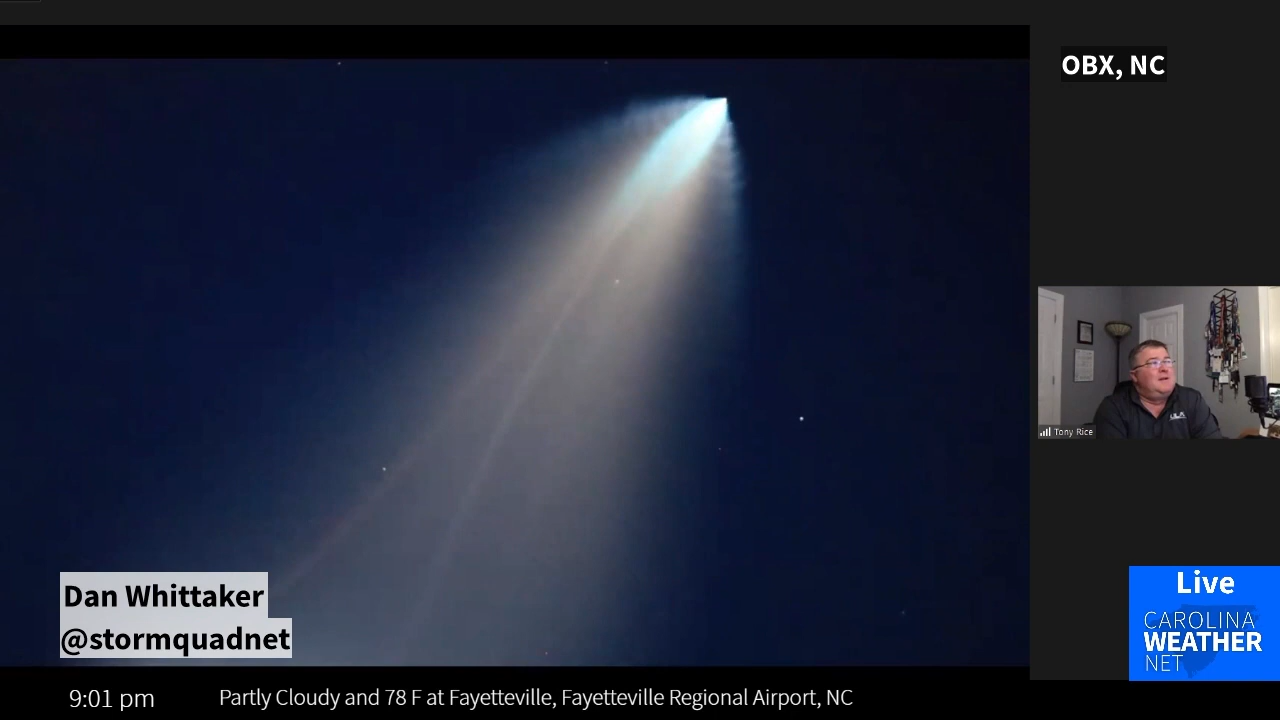 OBX, NC
Tony Rice
Dan Whittaker
@stormquadnet
Live
CAROLINA
WEATHER
NET
9:01 pm
Partly Cloudy and 78 F at Fayetteville, Fayetteville Regional Airport, NC